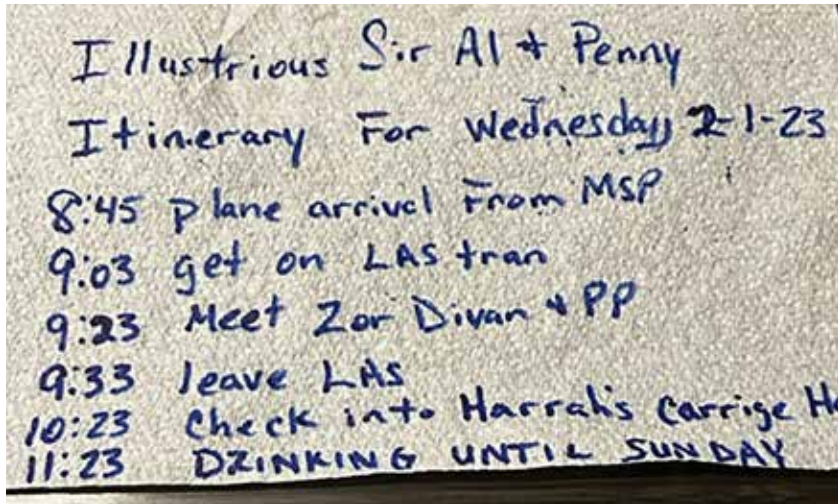 Illustrious Sir Al & Penny
Itinerary For Wednesday 2-1-23
8:45 plane arrival From MSP
9:03 get on LAS tran
9:23 Meet Zor Divan & PP
9:33 leave LAS
10:23 Check into Harrah's Carrige
11:23 DZINKING UNTIL SUNDAY